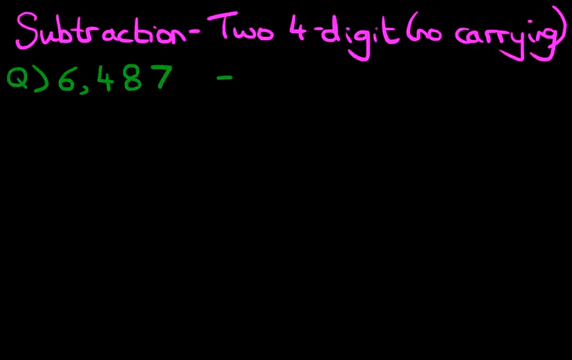 Subtraction - Two 4-digit (no carrying)
Q) 6,487 -